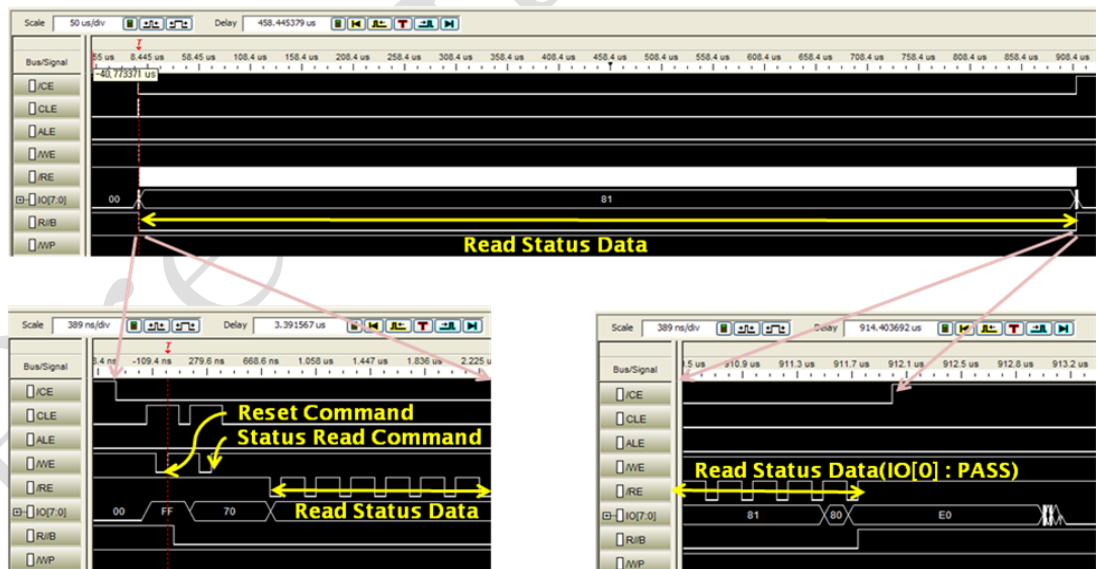 Scale 50 us/div Delay 458.445379 us
Bus/Signal 55 us 8.445 us 58.45 us 108.4 us 158.4 us 208.4 us 258.4 us 308.4 us 358.4 us 408.4 us 458.4 us 508.4 us 558.4 us 608.4 us 658.4 us 708.4 us 758.4 us 808.4 us 858.4 us 908.4 us
-40.773371 us
/CE
CLE
ALE
/WE
/RE
IO[7:0] 00 81
R//B
/WP
Read Status Data
Scale 389 ns/div Delay 3.391567 us
Bus/Signal -109.4 ns 279.6 ns 668.6 ns 1.058 us 1.447 us 1.836 us 2.225 u
/CE
CLE Reset Command
ALE Status Read Command
/WE
/RE
IO[7:0] 00 FF 70 Read Status Data
R//B
/WP
Scale 389 ns/div Delay 914.403692 us
Bus/Signal .5 us 910.9 us 911.3 us 911.7 us 912.1 us 912.5 us 912.8 us 913.2 us
/CE
CLE
ALE
/WE Read Status Data(IO[0] : PASS)
/RE
IO[7:0] 81 80 E0
R//B
/WP